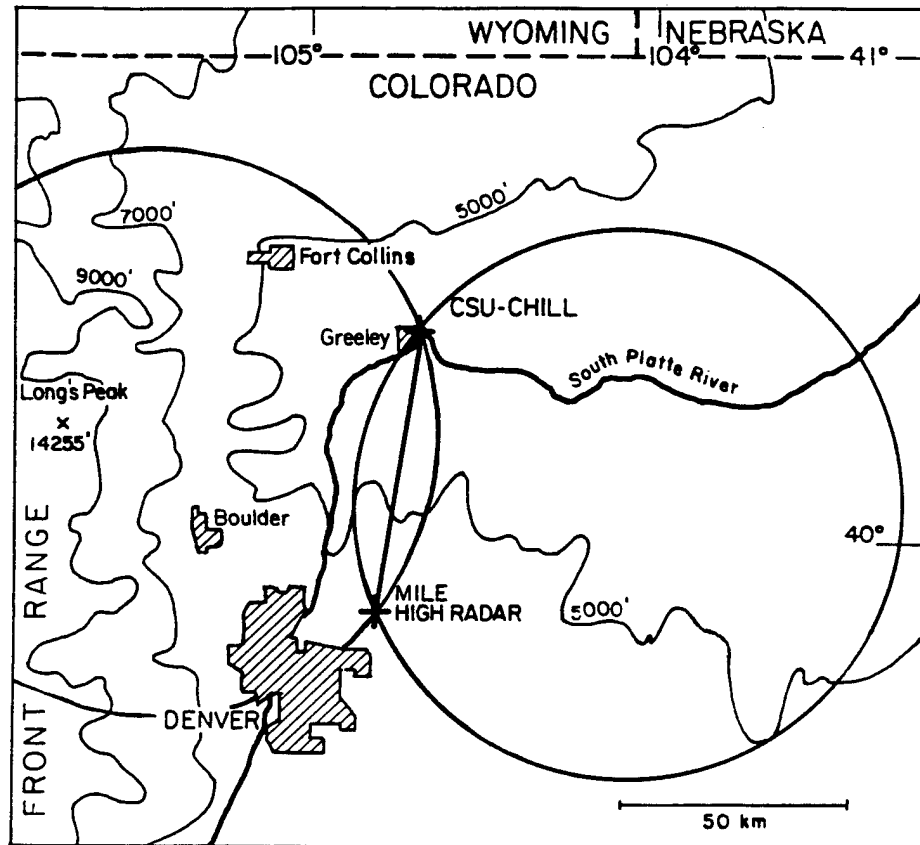 WYOMING
NEBRASKA
105°
104°
41°
COLORADO
5000'
7000'
Fort Collins
9000'
CSU-CHILL
Greeley
South Platte River
Long's Peak
x
14255'
Boulder
40°
MILE
HIGH RADAR
5000'
FRONT RANGE
DENVER
50 km